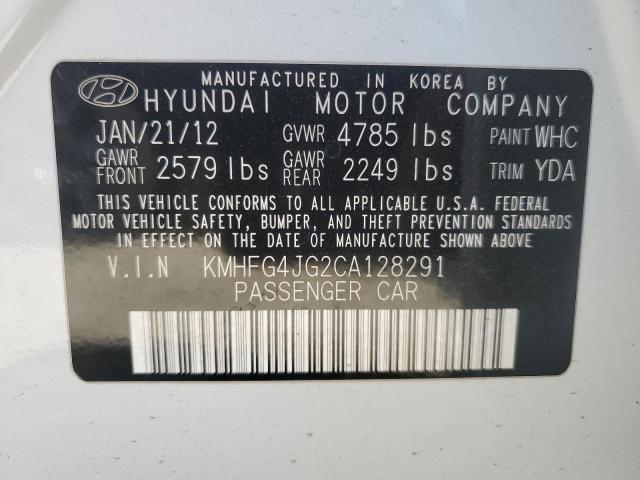 MANUFACTURED IN KOREA BY
HYUNDAI MOTOR COMPANY
JAN/21/12 GVWR 4785 lbs PAINT WHC
GAWR FRONT 2579 lbs GAWR REAR 2249 lbs TRIM YDA
THIS VEHICLE CONFORMS TO ALL APPLICABLE U.S.A. FEDERAL
MOTOR VEHICLE SAFETY, BUMPER, AND THEFT PREVENTION STANDARDS
IN EFFECT ON THE DATE OF MANUFACTURE SHOWN ABOVE.
V.I.N KMHFG4JG2CA128291
PASSENGER CAR